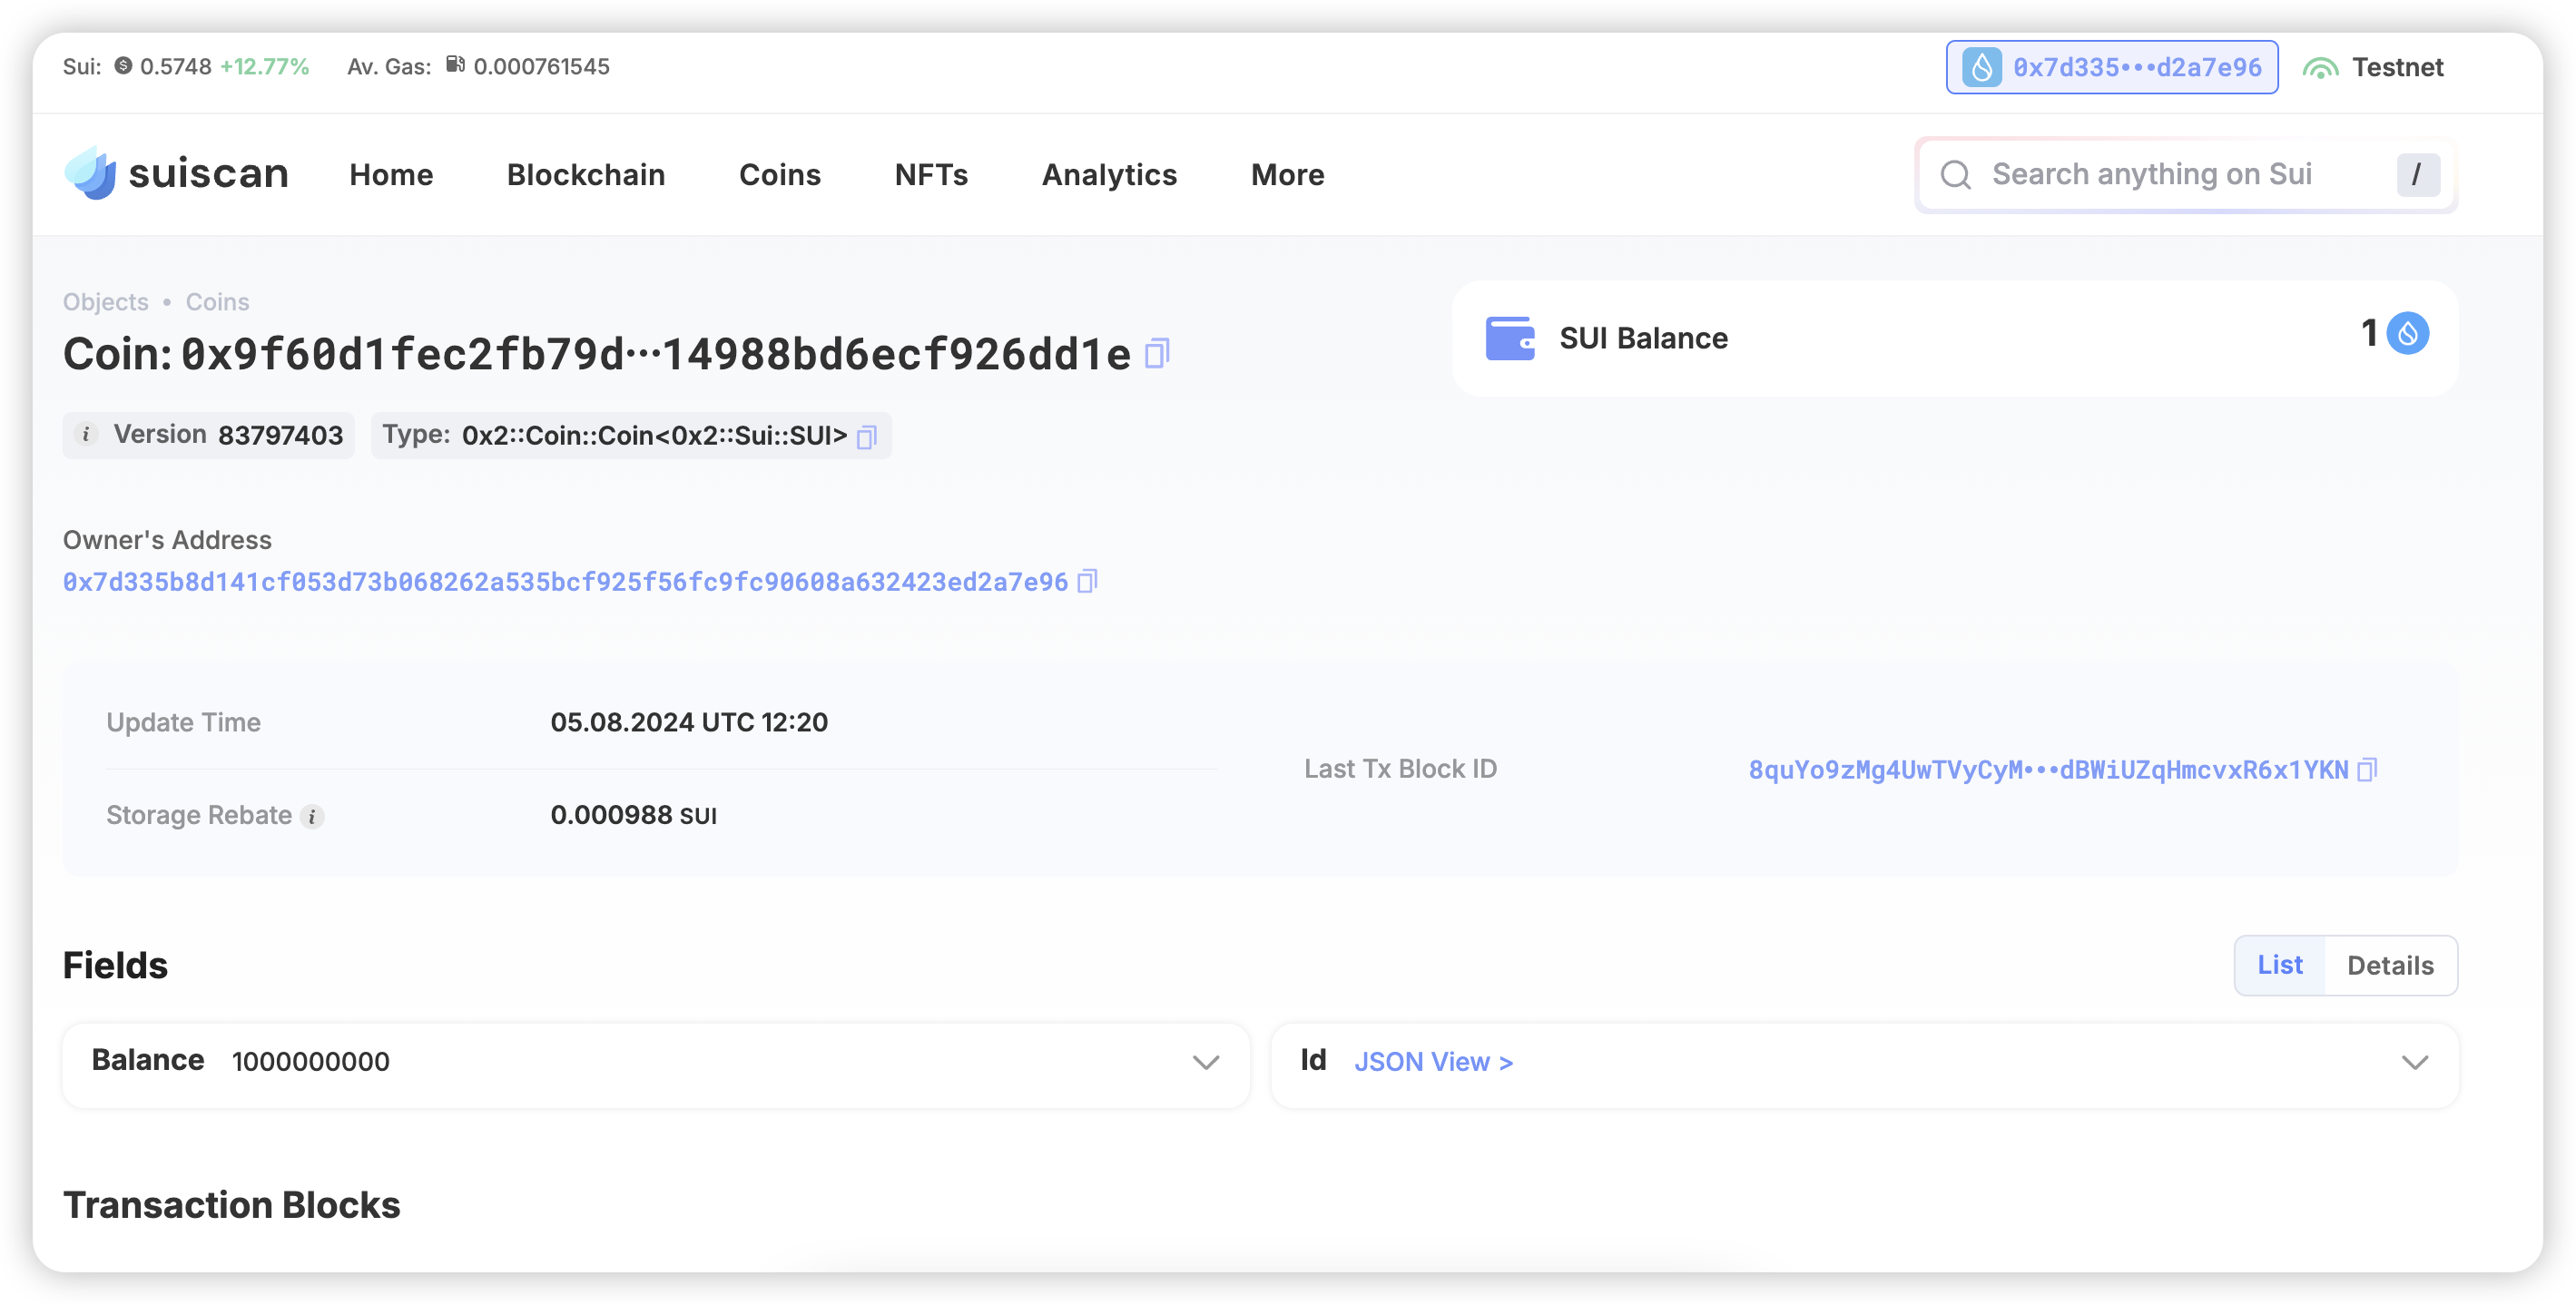 Sui: 0.5748 +12.77% Av. Gas: 0.000761545
0x7d335•••d2a7e96 Testnet
suiscan Home Blockchain Coins NFTs Analytics More
Search anything on Sui /
Objects • Coins
Coin: 0x9f60d1fec2fb79d···14988bd6ecf926dd1e
SUI Balance 1
i Version 83797403 Type: 0x2::Coin::Coin<0x2::Sui::SUI>
Owner's Address
0x7d335b8d141cf053d73b068262a535bcf925f56fc9fc90608a632423ed2a7e96
Update Time 05.08.2024 UTC 12:20
Storage Rebate i 0.000988 SUI
Last Tx Block ID 8quYo9zMg4UwTVyCyM•••dBWiUZqHmcvxR6x1YKN
Fields
List Details
Balance 1000000000
Id JSON View >
Transaction Blocks